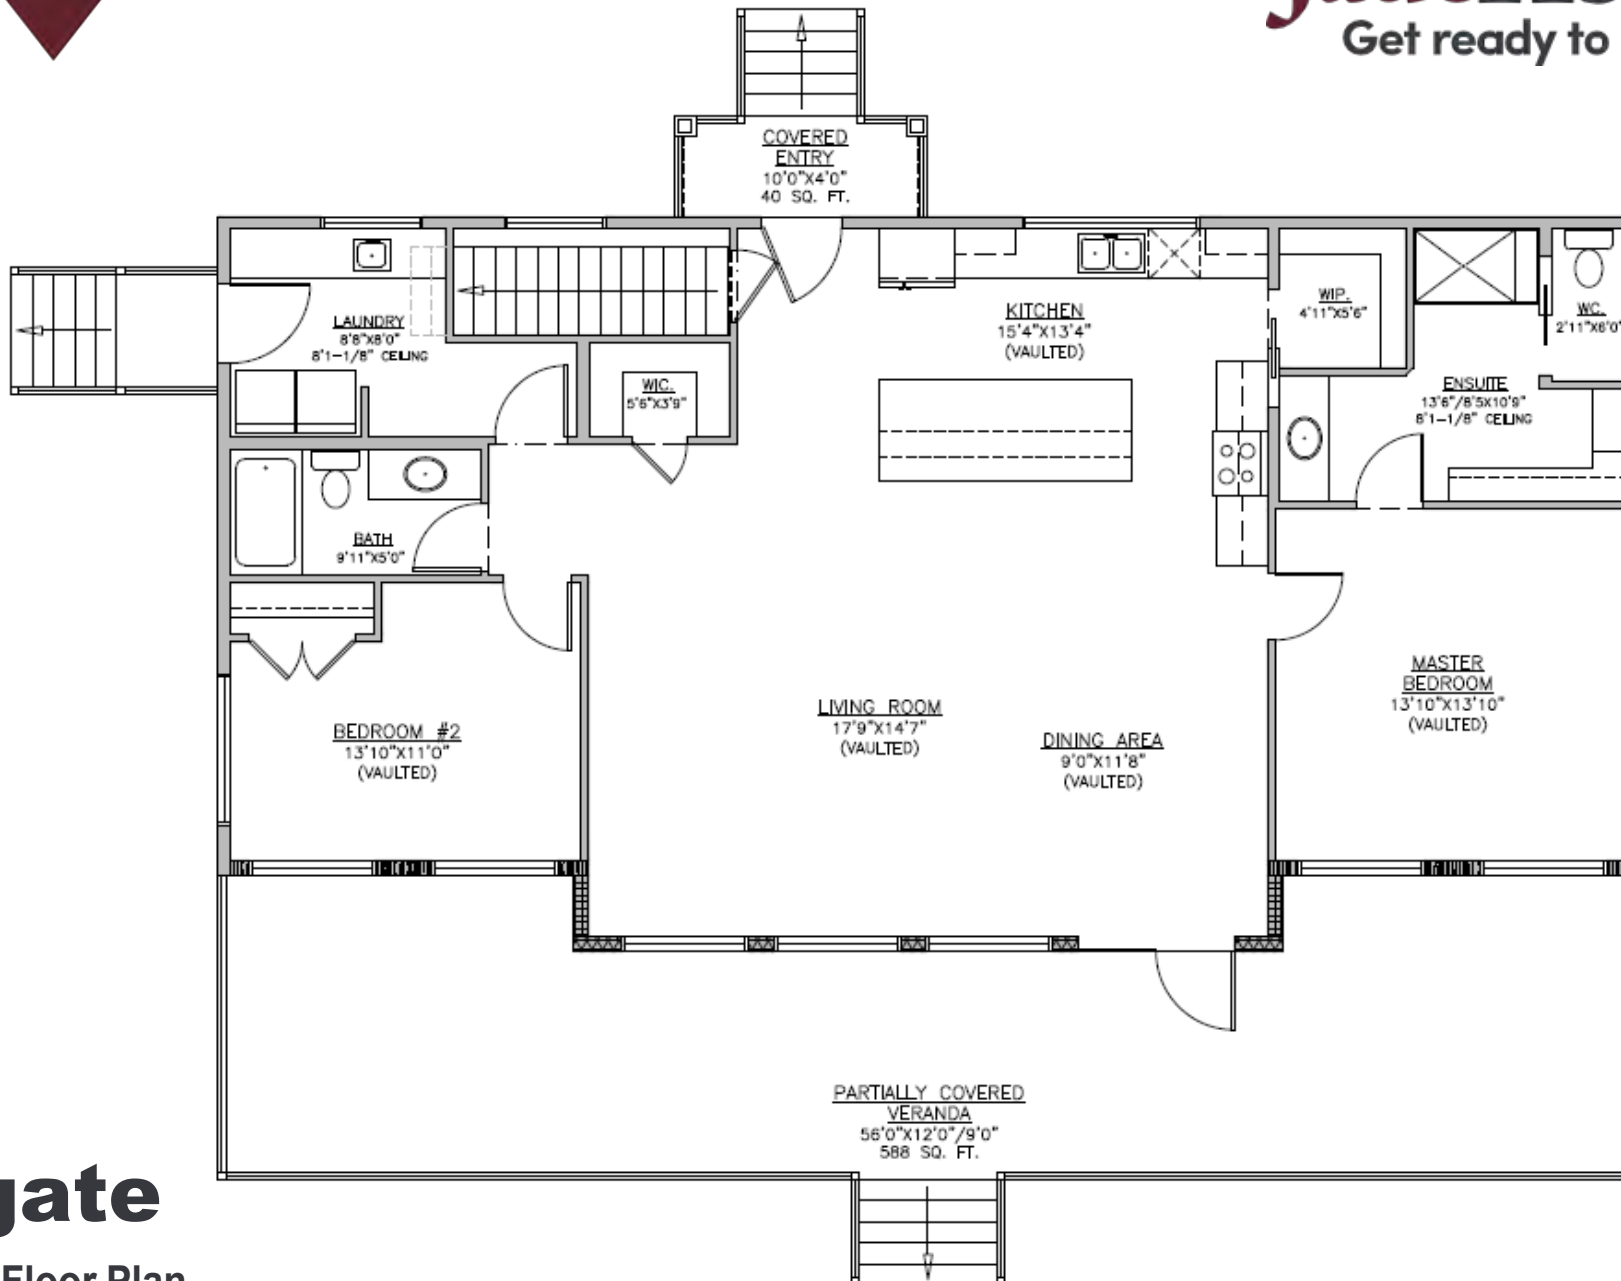 Get ready to
COVERED
ENTRY
10'0"X4'0"
40 SQ. FT.
LAUNDRY
8'8"X8'0"
8'1-1/8" CEILING
WIC.
5'6"X3'9"
KITCHEN
15'4"X13'4"
(VAULTED)
WIP.
4'11"X5'6"
WC.
2'11"X6'0"
ENSUITE
13'6"/8'5X10'9"
8'1-1/8" CEILING
BATH
9'11"X5'0"
BEDROOM #2
13'10"X11'0"
(VAULTED)
LIVING ROOM
17'9"X14'7"
(VAULTED)
DINING AREA
9'0"X11'8"
(VAULTED)
MASTER
BEDROOM
13'10"X13'10"
(VAULTED)
PARTIALLY COVERED
VERANDA
56'0"X12'0"/9'0"
588 SQ. FT.
gate
Floor Plan